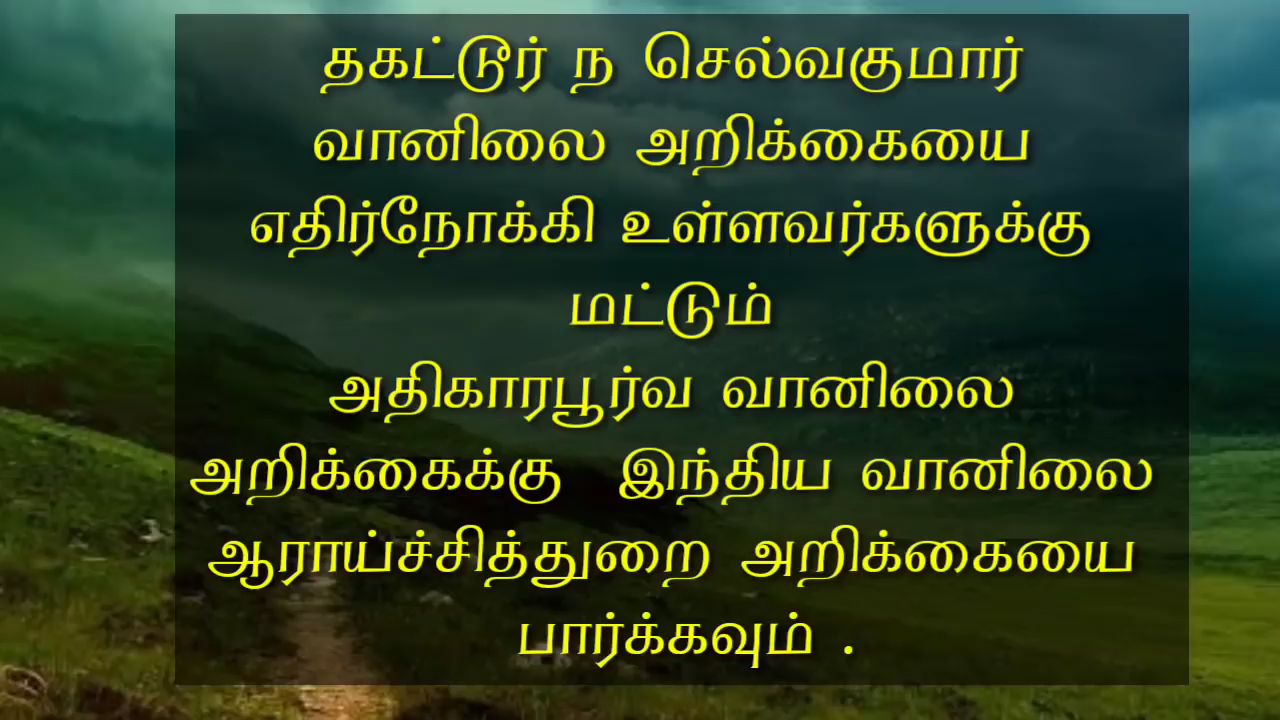 தகட்டூர் ந செல்வகுமார்
வானிலை அறிக்கையை
எதிர்நோக்கி உள்ளவர்களுக்கு
மட்டும்
அதிகாரபூர்வ வானிலை
அறிக்கைக்கு இந்திய வானிலை
ஆராய்ச்சித்துறை அறிக்கையை
பார்க்கவும் .